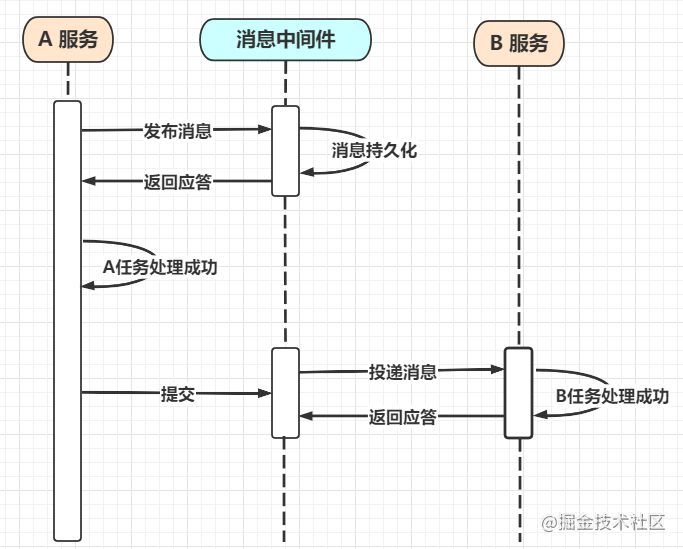 A 服务
消息中间件
B 服务
发布消息
消息持久化
返回应答
A任务处理成功
投递消息
提交
B任务处理成功
返回应答
@掘金技术社区